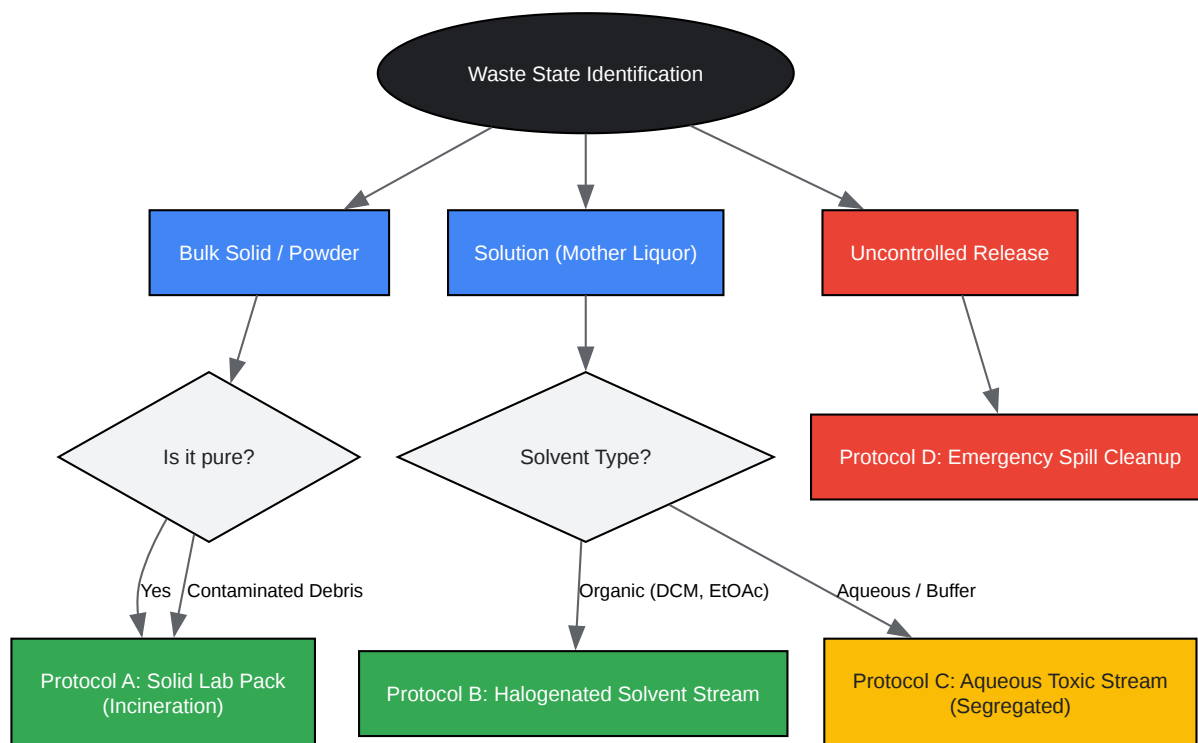 Waste State Identification
Bulk Solid / Powder
Solution (Mother Liquor)
Uncontrolled Release
Is it pure?
Solvent Type?
Protocol D: Emergency Spill Cleanup
Yes
Contaminated Debris
Organic (DCM, EtOAc)
Aqueous / Buffer
Protocol A: Solid Lab Pack
(Incineration)
Protocol B: Halogenated Solvent Stream
Protocol C: Aqueous Toxic Stream
(Segregated)